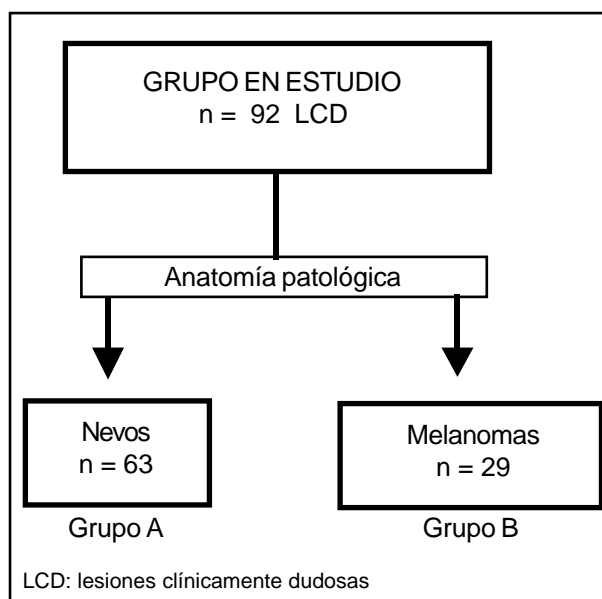 GRUPO EN ESTUDIO
n = 92 LCD
Anatomía patológica
Nevos
n = 63
Grupo A
Melanomas
n = 29
Grupo B
LCD: lesiones clínicamente dudosas